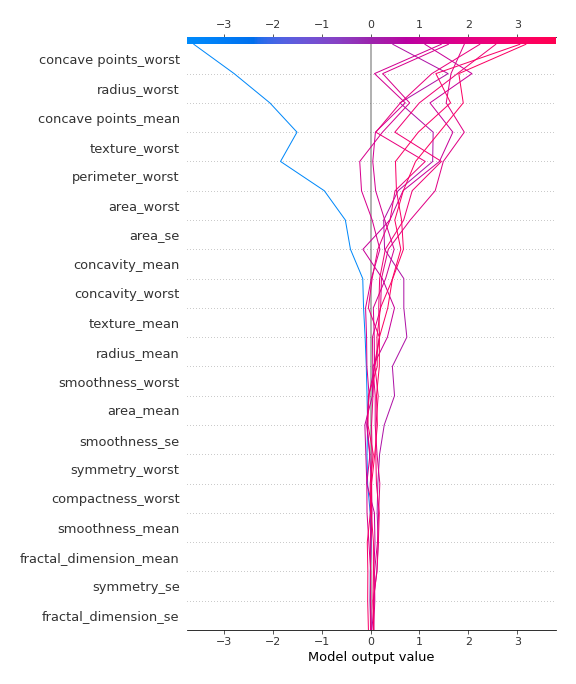 −3 −2 −1 0 1 2 3
concave points_worst
radius_worst
concave points_mean
texture_worst
perimeter_worst
area_worst
area_se
concavity_mean
concavity_worst
texture_mean
radius_mean
smoothness_worst
area_mean
smoothness_se
symmetry_worst
compactness_worst
smoothness_mean
fractal_dimension_mean
symmetry_se
fractal_dimension_se
−3 −2 −1 0 1 2 3
Model output value